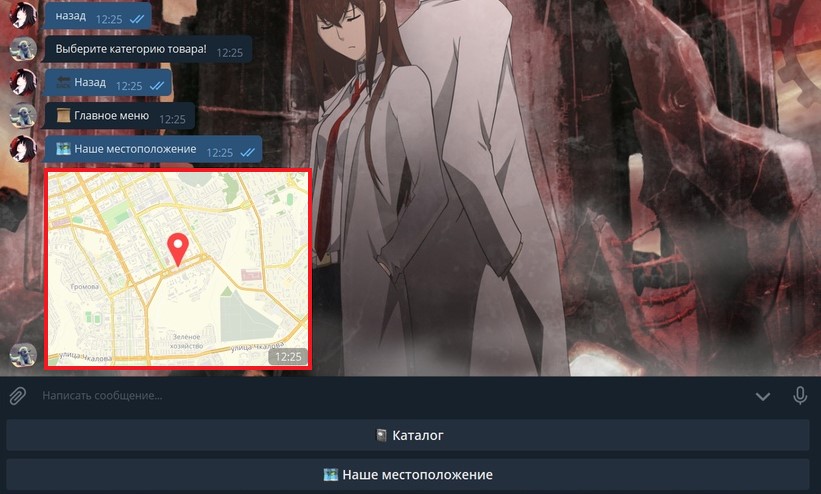 назад 12:25
Выберите категорию товара! 12:25
Назад 12:25
Главное меню 12:25
Наше местоположение 12:25
Громова
Зелёное
хозяйство
улица Чкалова
улица Чкалова
12:25
Написать сообщение...
Каталог
Наше местоположение